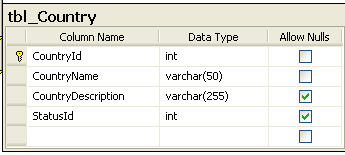 tbl_Country
Column Name Data Type Allow Nulls
CountryId int
CountryName varchar(50)
CountryDescription varchar(255)
StatusId int